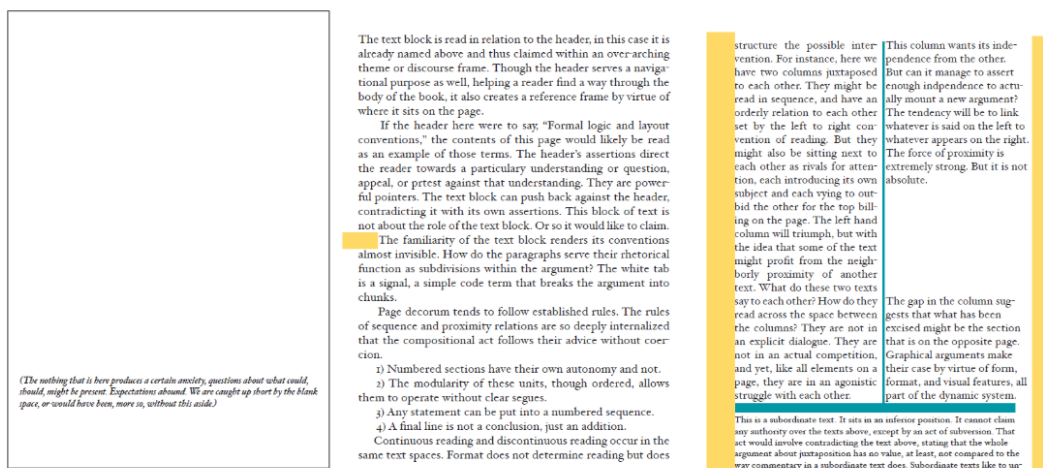 (The nothing that is here produces a certain anxiety, questions about what could,
should, might be present. Expectations abound. We are caught up short by the blank
space, or would have been, more so, without this aside.)
The text block is read in relation to the header, in this case it is
already named above and thus claimed within an over-arching
theme or discourse frame. Though the header serves a naviga-
tional purpose as well, helping a reader find a way through the
body of the book, it also creates a reference frame by virtue of
where it sits on the page.
If the header here were to say, “Formal logic and layout
conventions,” the contents of this page would likely be read
as an example of those terms. The header’s assertions direct
the reader towards a particulary understanding or question,
appeal, or prtest against that understanding. They are power-
ful pointers. The text block can push back against the header,
contradicting it with its own assertions. This block of text is
not about the role of the text block. Or so it would like to claim.
The familiarity of the text block renders its conventions
almost invisible. How do the paragraphs serve their rhetorical
function as subdivisions within the argument? The white tab
is a signal, a simple code term that breaks the argument into
chunks.
Page decorum tends to follow established rules. The rules
of sequence and proximity relations are so deeply internalized
that the compositional act follows their advice without coer-
cion.
1) Numbered sections have their own autonomy and not.
2) The modularity of these units, though ordered, allows
them to operate without clear segues.
3) Any statement can be put into a numbered sequence.
4) A final line is not a conclusion, just an addition.
Continuous reading and discontinuous reading occur in the
same text spaces. Format does not determine reading but does
structure the possible inter-
vention. For instance, here we
have two columns juxtaposed
to each other. They might be
read in sequence, and have an
orderly relation to each other
set by the left to right con-
vention of reading. But they
might also be sitting next to
each other as rivals for atten-
tion, each introducing its own
subject and each vying to out-
bid the other for the top bill-
ing on the page. The left hand
column will triumph, but with
the idea that some of the text
might profit from the neigh-
borly proximity of another
text. What do these two texts
say to each other? How do they
read across the space between
the columns? They are not in
an explicit dialogue. They are
not in an actual competition,
and yet, like all elements on a
page, they are in an agonistic
struggle with each other.
This column wants its inde-
pendence from the other.
But can it manage to assert
enough indpendence to actu-
ally mount a new argument?
The tendency will be to link
whatever is said on the left to
whatever appears on the right.
The force of proximity is
extremely strong. But it is not
absolute.
The gap in the column sug-
gests that what has been
excised might be the section
that is on the opposite page.
Graphical arguments make
their case by virtue of form,
format, and visual features, all
part of the dynamic system.
This is a subordinate text. It sits in an inferior position. It cannot claim
any authority over the texts above, except by an act of subversion. That
act would involve contradicting the text above, stating that the whole
argument about juxtaposition has no value, at least, not compared to the
way commentary in a subordinate text does. Subordinate texts like to un-